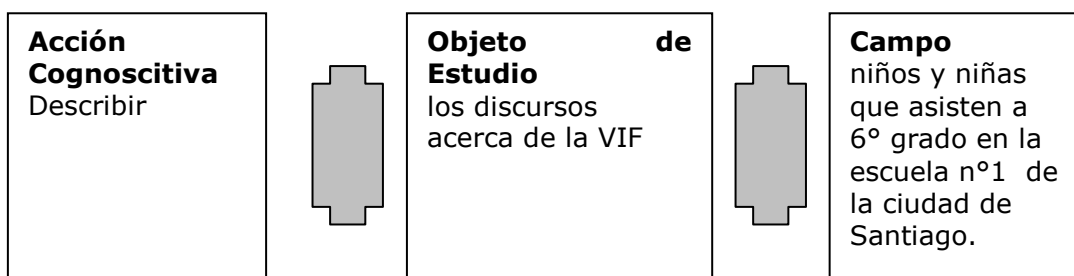 Acción
Cognoscitiva
Describir
Objeto de
Estudio
los discursos
acerca de la VIF
Campo
niños y niñas
que asisten a
6° grado en la
escuela n°1 de
la ciudad de
Santiago.